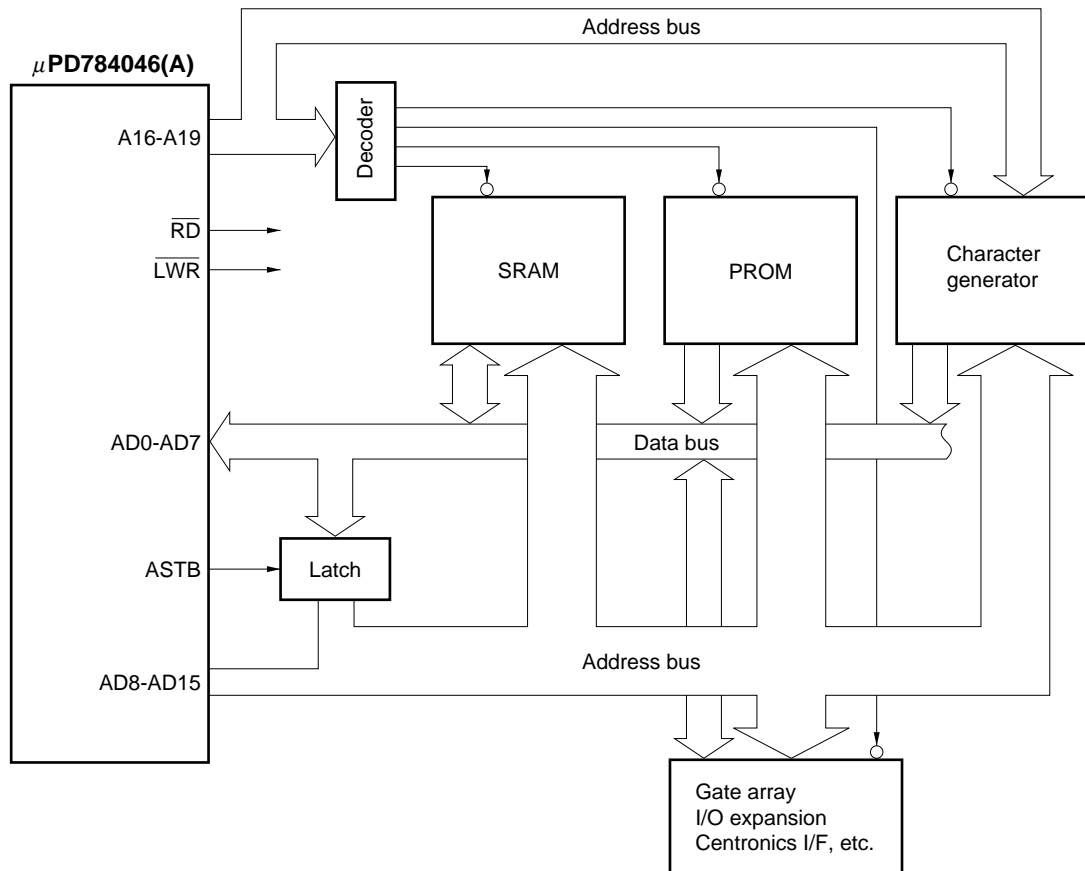 Address bus
μPD784046(A)
A16-A19
Decoder
RD
LWR
SRAM
PROM
Character
generator
AD0-AD7
Data bus
ASTB
Latch
AD8-AD15
Address bus
Gate array
I/O expansion
Centronics I/F, etc.